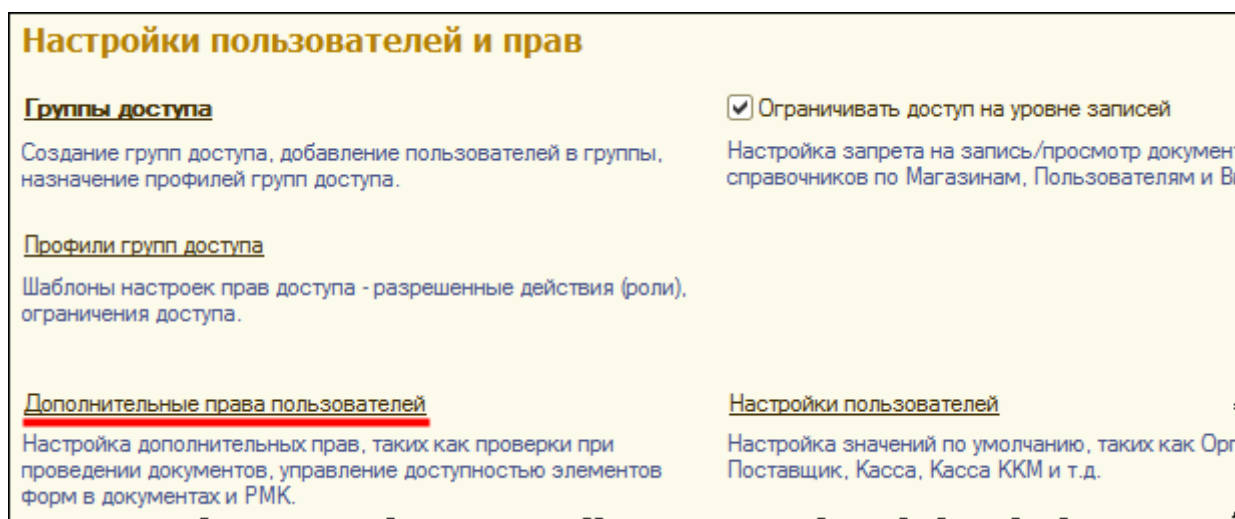 Настройки пользователей и прав
Группы доступа
Создание групп доступа, добавление пользователей в группы,
назначение профилей групп доступа.
Ограничивать доступ на уровне записей
Настройка запрета на запись/просмотр
справочников по Магазинам, Пользователям и
Профили групп доступа
Шаблоны настроек прав доступа - разрешенные действия (роли),
ограничения доступа.
Дополнительные права пользователей
Настройка дополнительных прав, таких как проверки при
проведении документов, управление доступностью элементов
форм в документах и РМК.
Настройки пользователей
Настройка значений по умолчанию, таких как
Поставщик, Касса, Касса ККМ и т.д.